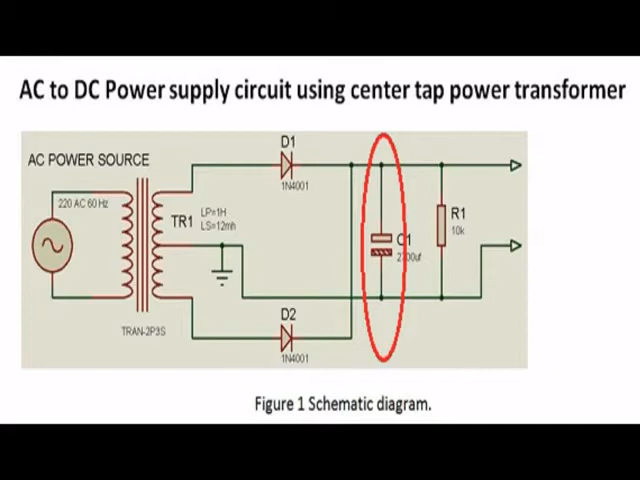 AC to DC Power supply circuit using center tap power transformer
D1
AC POWER SOURCE
1N4001
220 AC 60 Hz
TR1
LP=1H
LS=12mh
C1
2700uf
R1
10k
D2
TRAN-2P3S
1N4001
Figure 1 Schematic diagram.